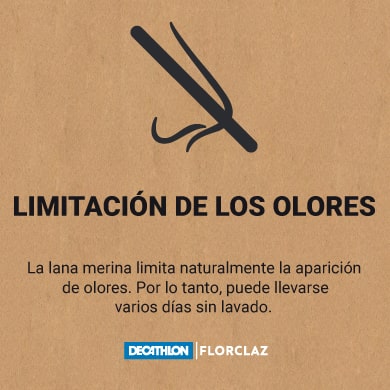 LIMITACIÓN DE LOS OLORES
La lana merina limita naturalmente la aparición
de olores. Por lo tanto, puede llevarse
varios días sin lavado.
DECATHLON | FLORCLAZ